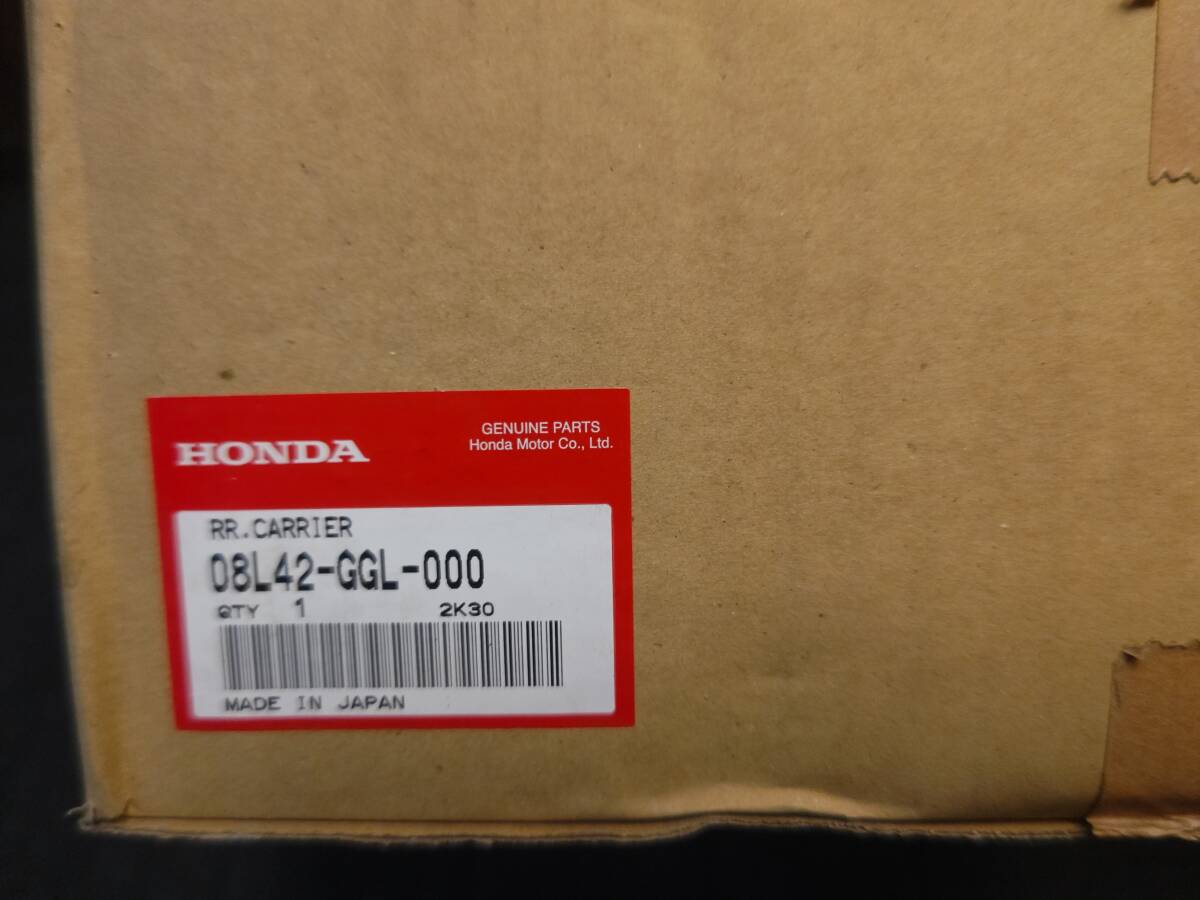 HONDA
GENUINE PARTS
Honda Motor Co., Ltd.
RR.CARRIER
08L42-GGL-000
QTY 1 2K30
MADE IN JAPAN